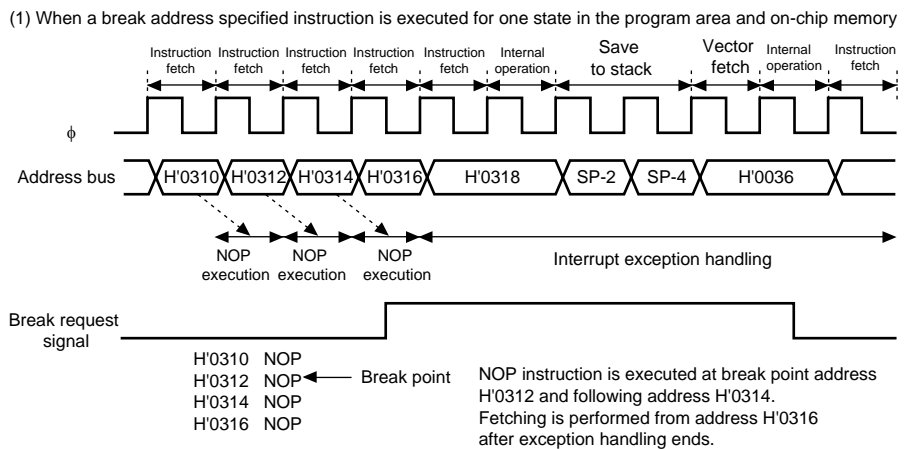 (1) When a break address specified instruction is executed for one state in the program area and on-chip memory
Instruction fetch
Instruction fetch
Instruction fetch
Instruction fetch
Instruction fetch
Internal operation
Save to stack
Vector fetch
Internal operation
Instruction fetch
ϕ
Address bus
H'0310
H'0312
H'0314
H'0316
H'0318
SP-2
SP-4
H'0036
NOP execution
NOP execution
NOP execution
Interrupt exception handling
Break request signal
H'0310 NOP
H'0312 NOP
Break point
H'0314 NOP
H'0316 NOP
NOP instruction is executed at break point address
H'0312 and following address H'0314.
Fetching is performed from address H'0316
after exception handling ends.